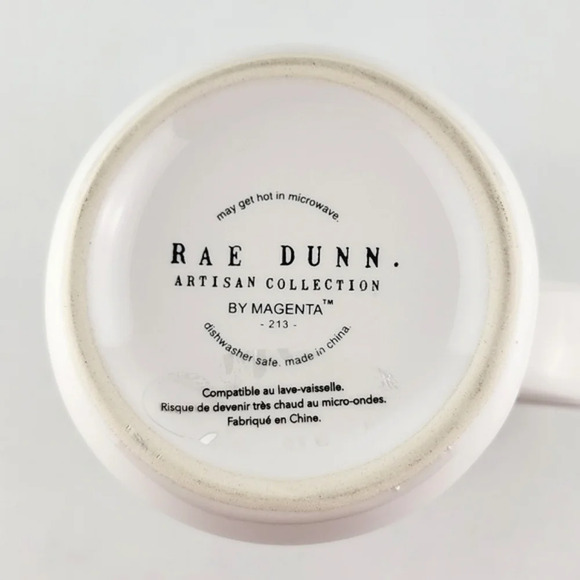 may get hot in microwave.
RAE DUNN.
ARTISAN COLLECTION
BY MAGENTA™
- 213 -
dishwasher safe. made in china.
Compatible au lave-vaisselle.
Risque de devenir très chaud au micro-ondes.
Fabriqué en Chine.